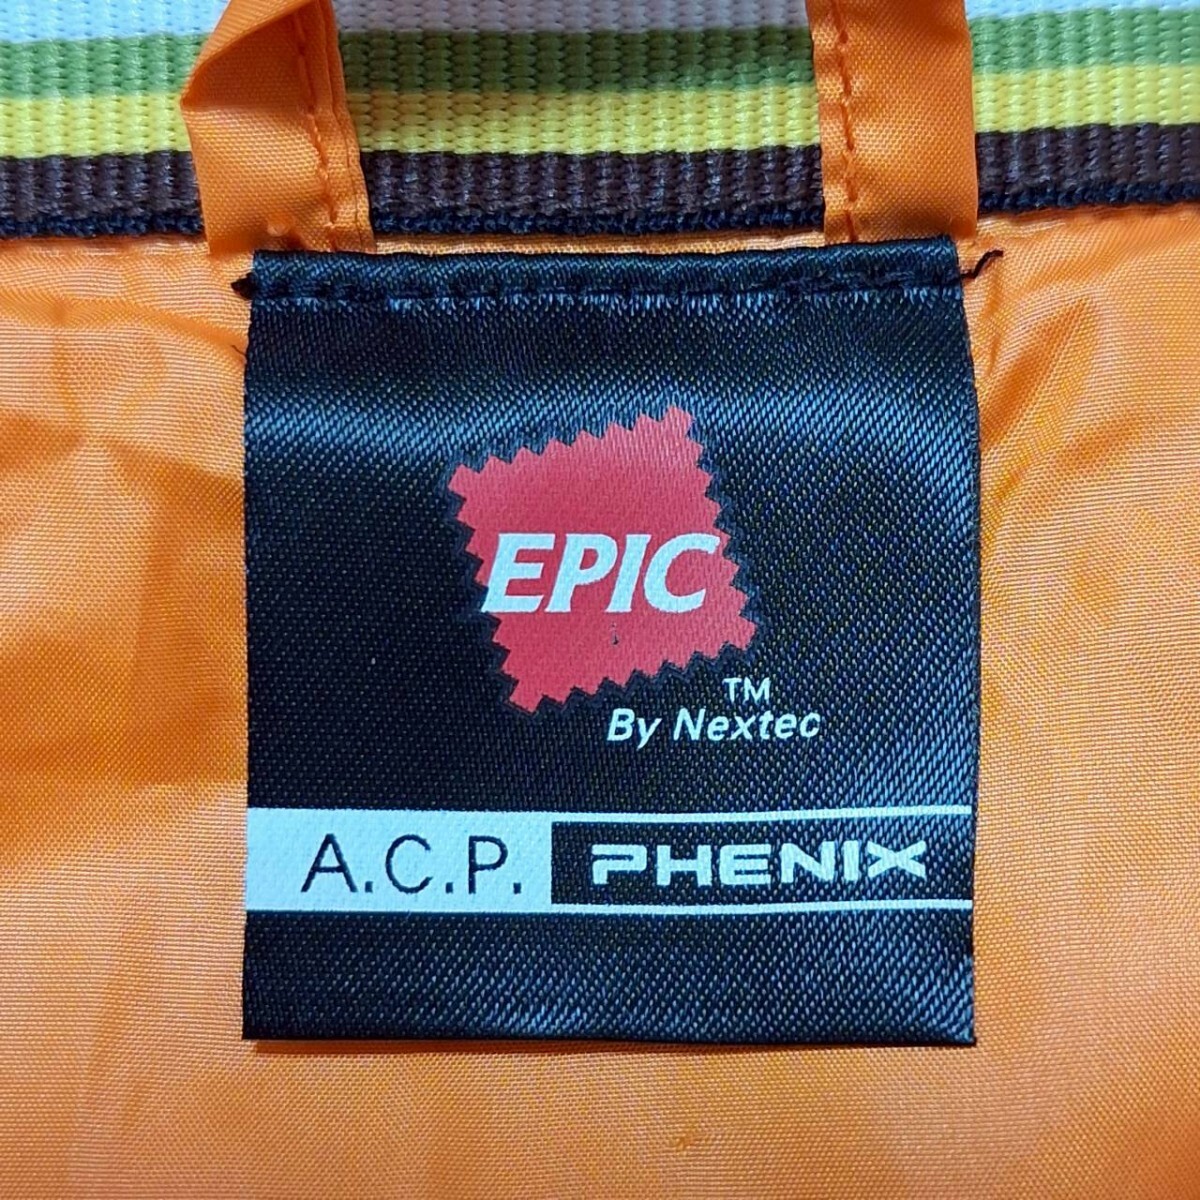 EPIC
TM
By Nextec
A.C.P. PHENIX